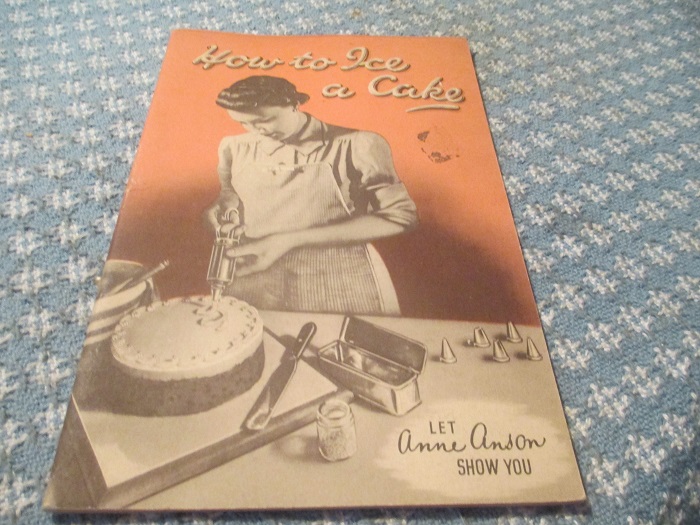 How to Ice
a Cake
LET
Anne Anson
SHOW YOU